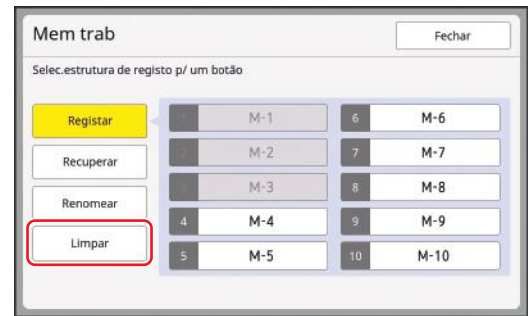 Mem trab
Fechar
Selec.estrutura de registo p/ um botão
Registar
Recuperar
Renomear
Limpar
M-1
M-2
M-3
4 M-4
5 M-5
6 M-6
7 M-7
8 M-8
9 M-9
10 M-10